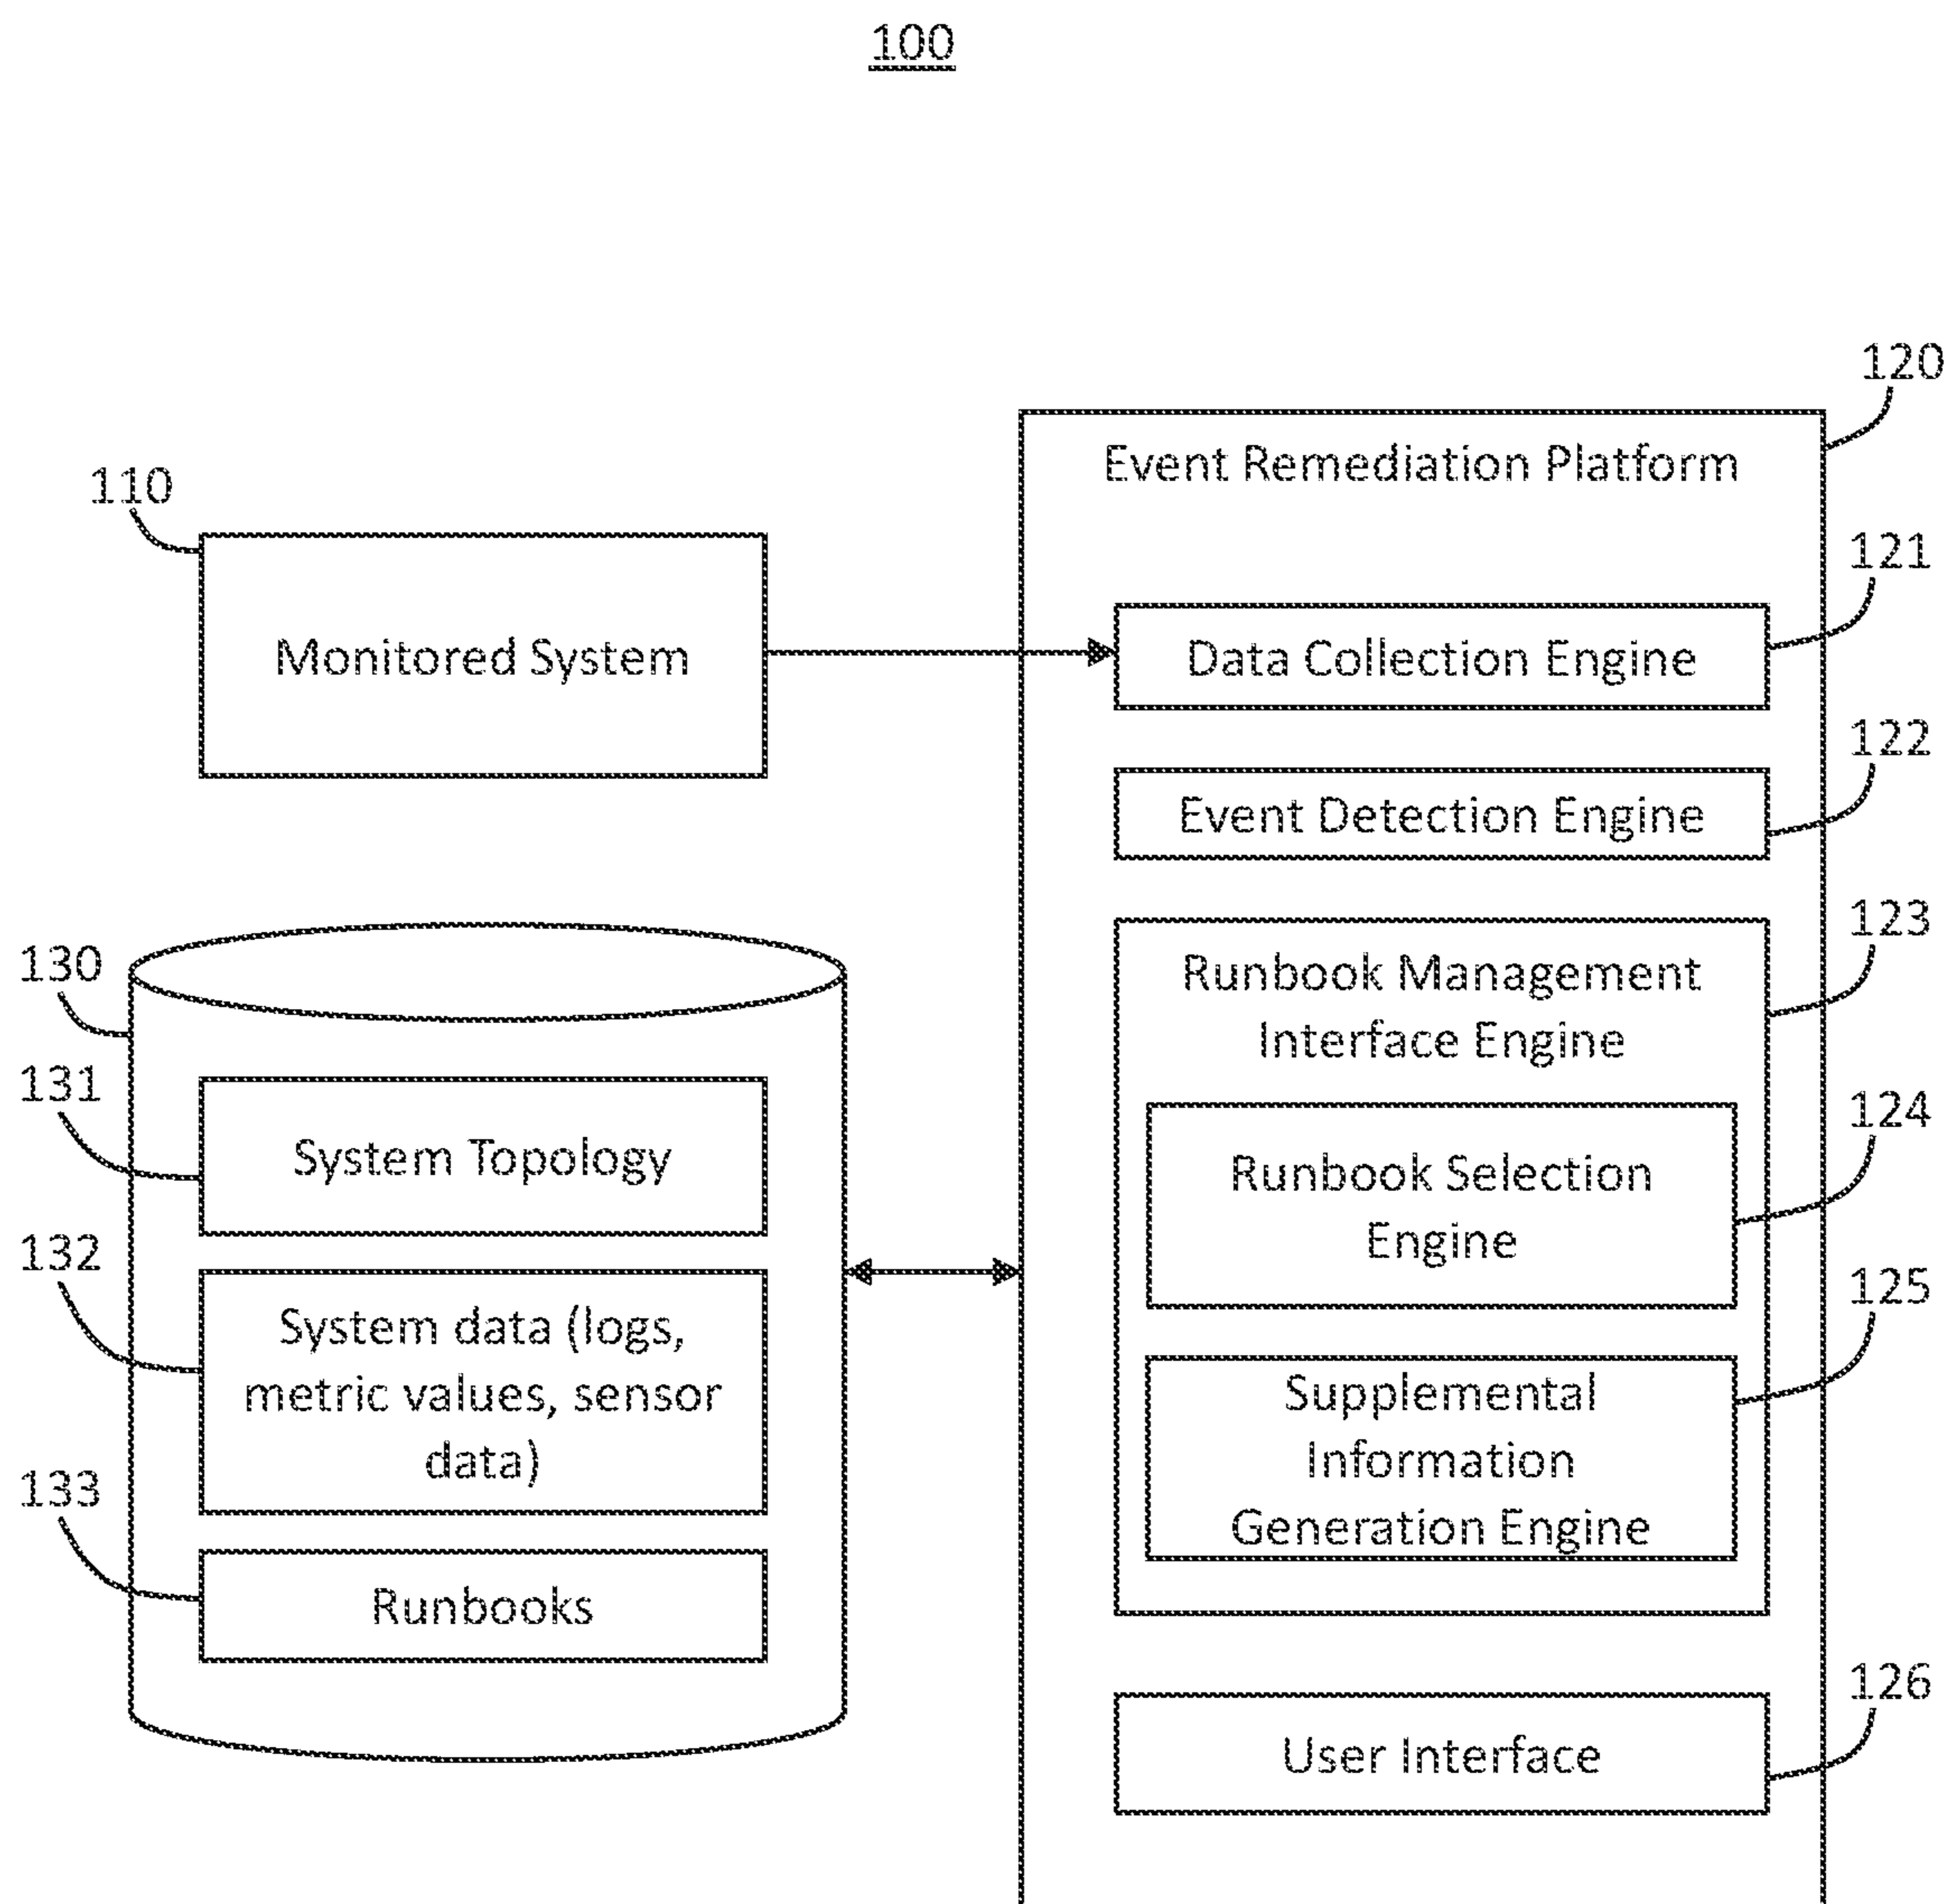 100
120
Event Remediation Platform
110
121
Monitored System
Data Collection Engine
122
Event Detection Engine
123
130
Runbook Management
Interface Engine
131
124
System Topology
Runbook Selection
Engine
132
125
System data (logs,
metric values, sensor
data)
Supplemental
Information
Generation Engine
133
Runbooks
126
User Interface